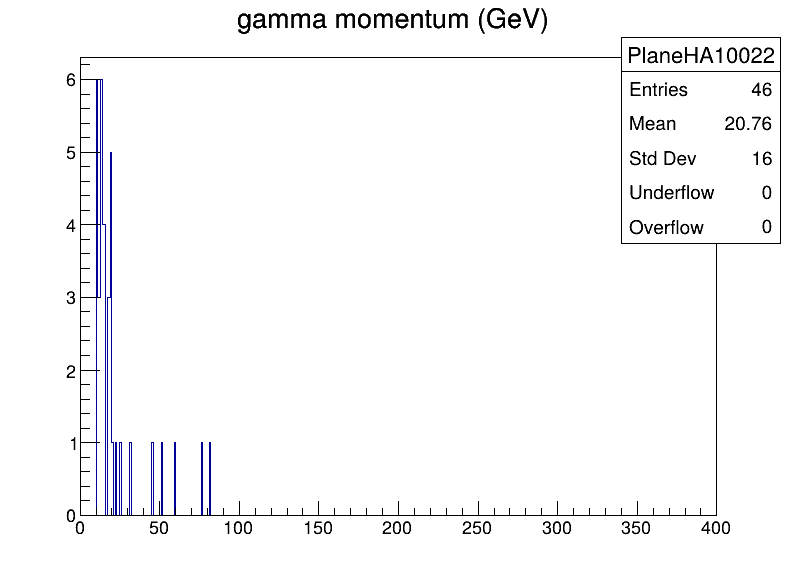 gamma momentum (GeV)
PlaneHA10022
Entries 46
Mean 20.76
Std Dev 16
Underflow 0
Overflow 0
6
5
4
3
2
1
0
0 50 100 150 200 250 300 350 400